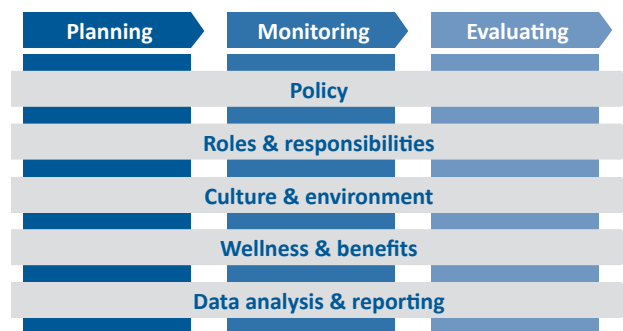 Planning
Monitoring
Evaluating
Policy
Roles & responsibilities
Culture & environment
Wellness & benefits
Data analysis & reporting